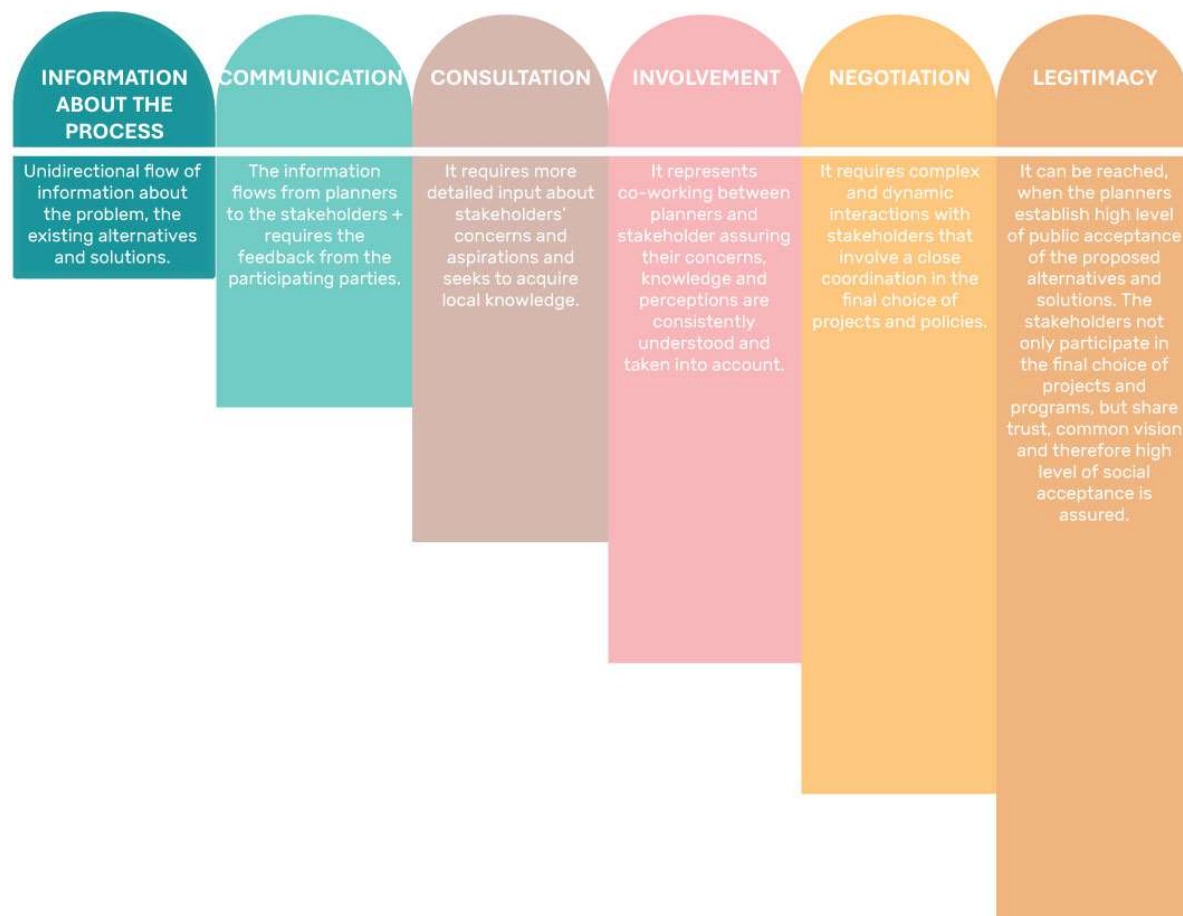 INFORMATION
ABOUT THE
PROCESS
Unidirectional flow of
information about
the problem, the
existing alternatives
and solutions.
COMMUNICATION
The information
flows from planners
to the stakeholders +
requires the
feedback from the
participating parties.
CONSULTATION
It requires more
detailed input about
stakeholders'
concerns and
aspirations and
seeks to acquire
local knowledge.
INVOLVEMENT
It represents
co-working between
planners and
stakeholder assuring
their concerns,
knowledge and
perceptions are
consistently
understood and
taken into account.
NEGOTIATION
It requires complex
and dynamic
interactions with
stakeholders that
involve a close
coordination in the
final choice of
projects and policies.
LEGITIMACY
It can be reached,
when the planners
establish high level
of public acceptance
of the proposed
alternatives and
solutions. The
stakeholders not
only participate in
the final choice of
projects and
programs, but share
trust, common vision
and therefore high
level of social
acceptance is
assured.